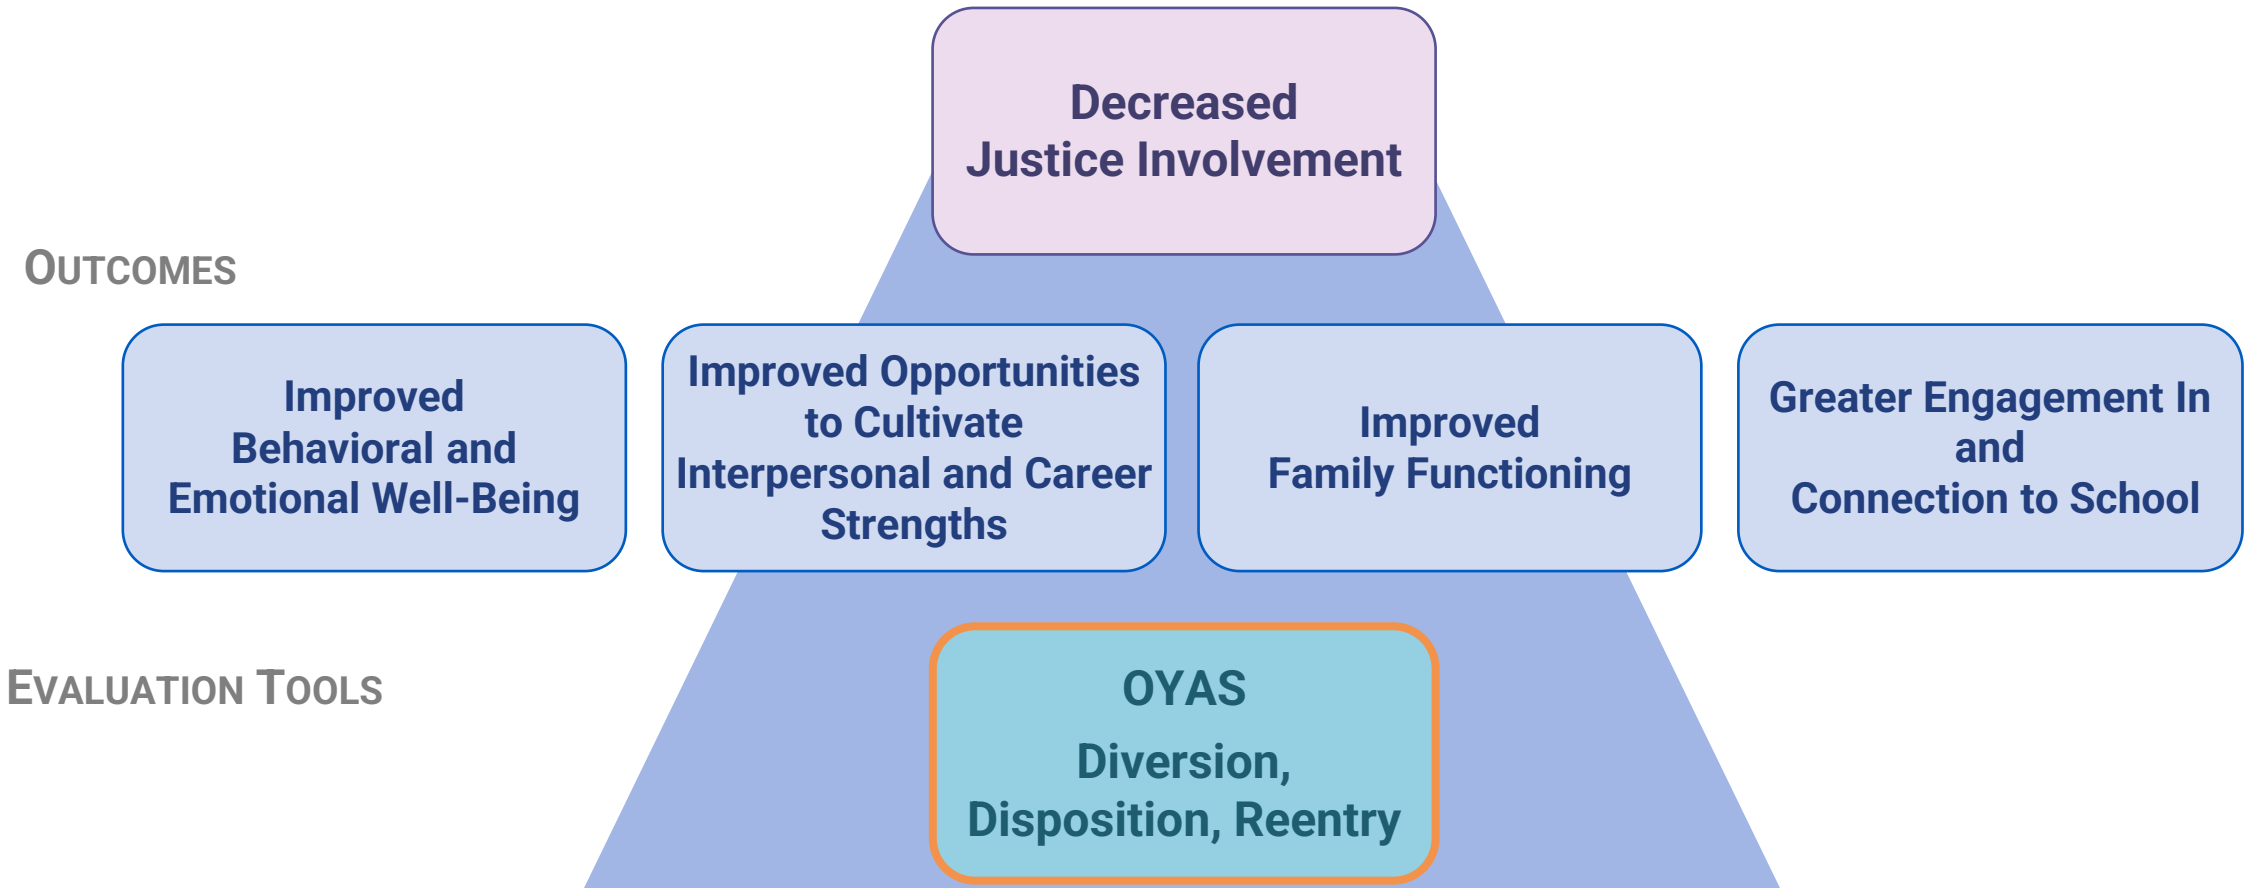 Decreased
Justice Involvement
OUTCOMES
Improved
Behavioral and
Emotional Well-Being
Improved Opportunities
to Cultivate
Interpersonal and Career
Strengths
Improved
Family Functioning
Greater Engagement In
and
Connection to School
EVALUATION TOOLS
OYAS
Diversion,
Disposition, Reentry